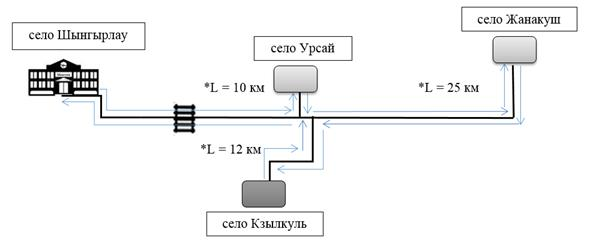 село Шынгырлау
село Урсай
село Жанакуш
*L = 10 км
*L = 25 км
*L = 12 км
село Кзылкуль